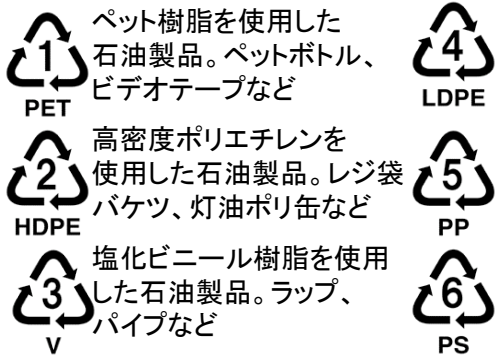 1
PET
ペット樹脂を使用した
石油製品。ペットボトル、
ビデオテープなど
4
LDPE
2
HDPE
高密度ポリエチレンを
使用した石油製品。レジ袋
バケツ、灯油ポリ缶など
5
PP
3
V
塩化ビニール樹脂を使用
した石油製品。ラップ、
パイプなど
6
PS